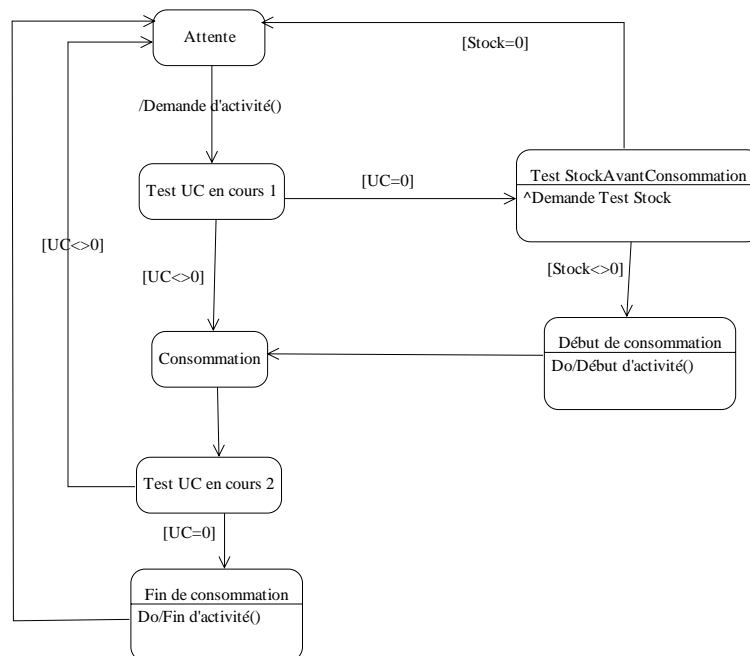 Attente
[Stock=0]
/Demande d'activité()
Test UC en cours 1
[UC=0]
Test StockAvantConsommation
^Demande Test Stock
[UC<>0]
[UC<>0]
[Stock<>0]
Consommation
Début de consommation
Do/Début d'activité()
Test UC en cours 2
[UC=0]
Fin de consommation
Do/Fin d'activité()